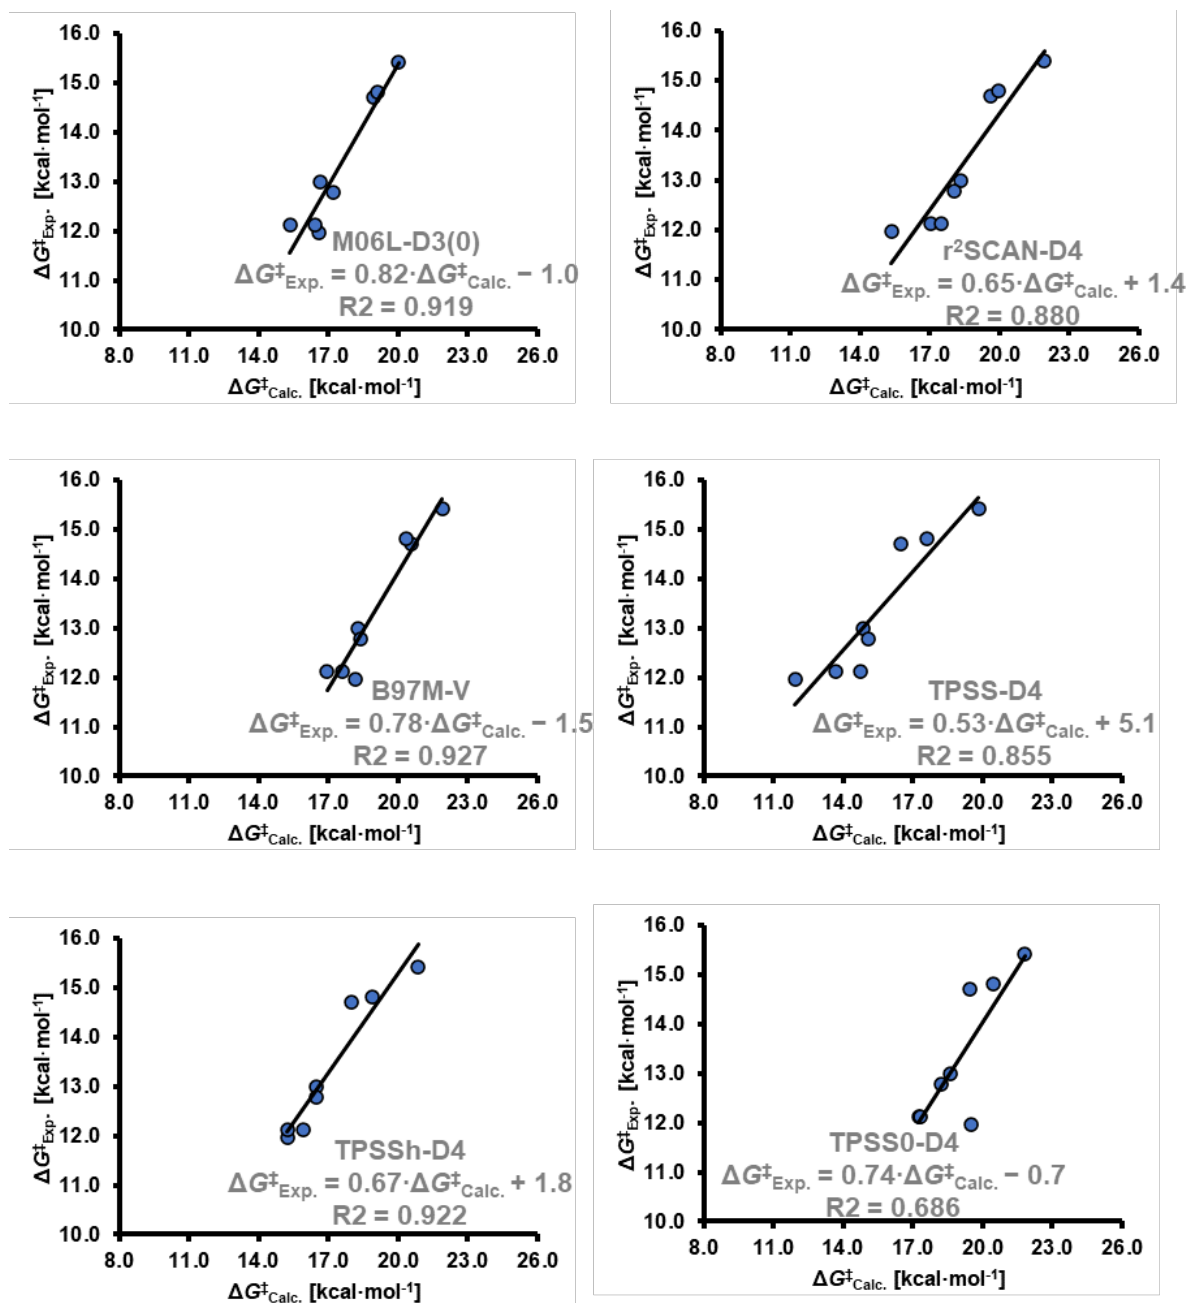 16.0
15.0
14.0
13.0
12.0
11.0
10.0
ΔG‡Exp. [kcal·mol-1]
M06L-D3(0)
ΔG‡Exp. = 0.82·ΔG‡Calc. − 1.0
R2 = 0.919
8.0 11.0 14.0 17.0 20.0 23.0 26.0
ΔG‡Calc. [kcal·mol-1]
16.0
15.0
14.0
13.0
12.0
11.0
10.0
ΔG‡Exp. [kcal·mol-1]
r2SCAN-D4
ΔG‡Exp. = 0.65·ΔG‡Calc. + 1.4
R2 = 0.880
8.0 11.0 14.0 17.0 20.0 23.0 26.0
ΔG‡Calc. [kcal·mol-1]
16.0
15.0
14.0
13.0
12.0
11.0
10.0
ΔG‡Exp. [kcal·mol-1]
B97M-V
ΔG‡Exp. = 0.78·ΔG‡Calc. − 1.5
R2 = 0.927
8.0 11.0 14.0 17.0 20.0 23.0 26.0
ΔG‡Calc. [kcal·mol-1]
16.0
15.0
14.0
13.0
12.0
11.0
10.0
ΔG‡Exp. [kcal·mol-1]
TPSS-D4
ΔG‡Exp. = 0.53·ΔG‡Calc. + 5.1
R2 = 0.855
8.0 11.0 14.0 17.0 20.0 23.0 26.0
ΔG‡Calc. [kcal·mol-1]
16.0
15.0
14.0
13.0
12.0
11.0
10.0
ΔG‡Exp. [kcal·mol-1]
TPSSh-D4
ΔG‡Exp. = 0.67·ΔG‡Calc. + 1.8
R2 = 0.922
8.0 11.0 14.0 17.0 20.0 23.0 26.0
ΔG‡Calc. [kcal·mol-1]
16.0
15.0
14.0
13.0
12.0
11.0
10.0
ΔG‡Exp. [kcal·mol-1]
TPSS0-D4
ΔG‡Exp. = 0.74·ΔG‡Calc. − 0.7
R2 = 0.686
8.0 11.0 14.0 17.0 20.0 23.0 26.0
ΔG‡Calc. [kcal·mol-1]